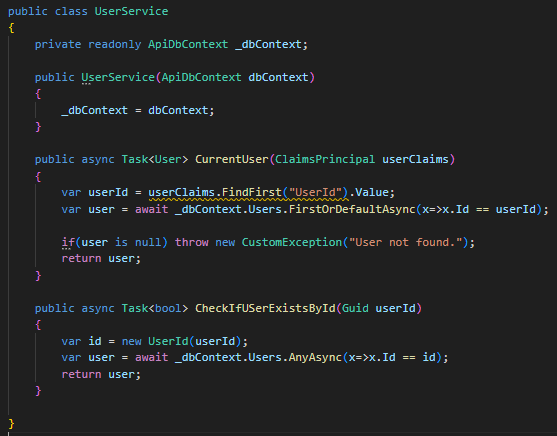 public class UserService
{
private readonly ApiDbContext _dbContext;
public UserService(ApiDbContext dbContext)
{
_dbContext = dbContext;
}
public async Task<User> CurrentUser(ClaimsPrincipal userClaims)
{
var userId = userClaims.FindFirst("UserId").Value;
var user = await _dbContext.Users.FirstOrDefaultAsync(x=>x.Id == userId);
if(user is null) throw new CustomException("User not found.");
return user;
}
public async Task<bool> CheckIfUSerExistsById(Guid userId)
{
var id = new UserId(userId);
var user = await _dbContext.Users.AnyAsync(x=>x.Id == id);
return user;
}
}